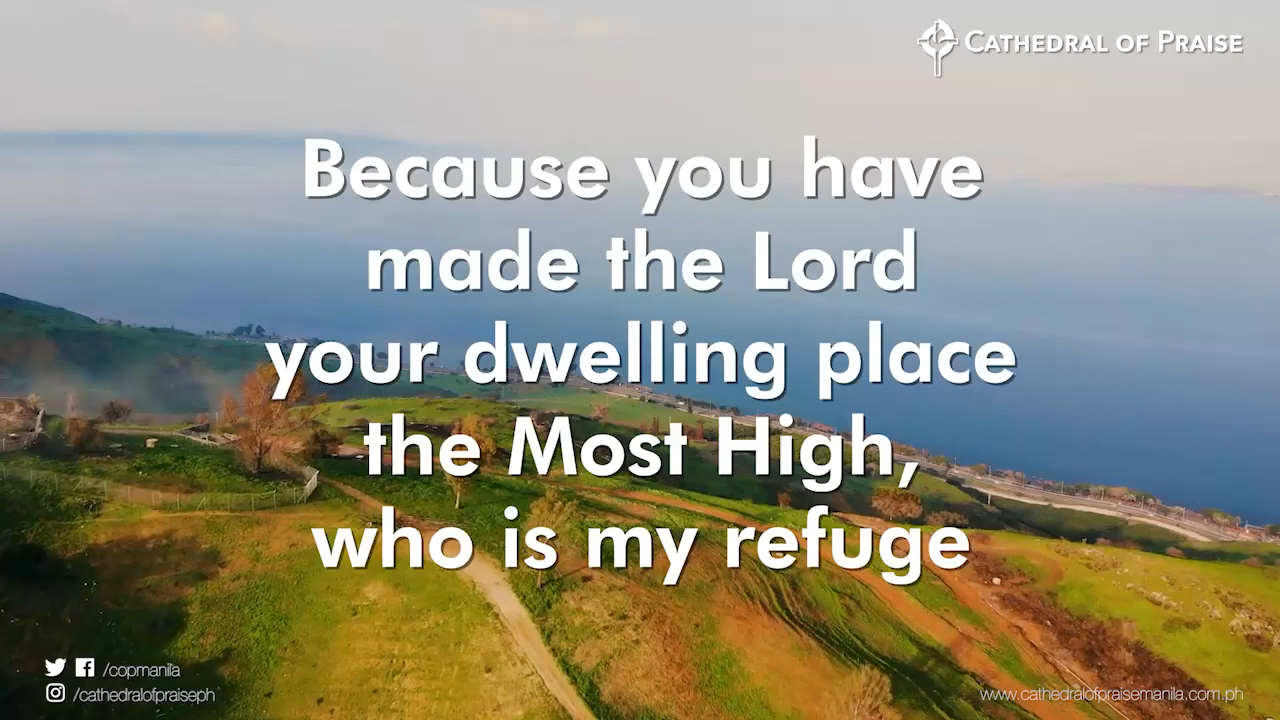 CATHEDRAL OF PRAISE
Because you have
made the Lord
your dwelling place
the Most High,
who is my refuge
/copmanila
/cathedralofpraiseph
www.cathedralofpraisemanila.com.ph